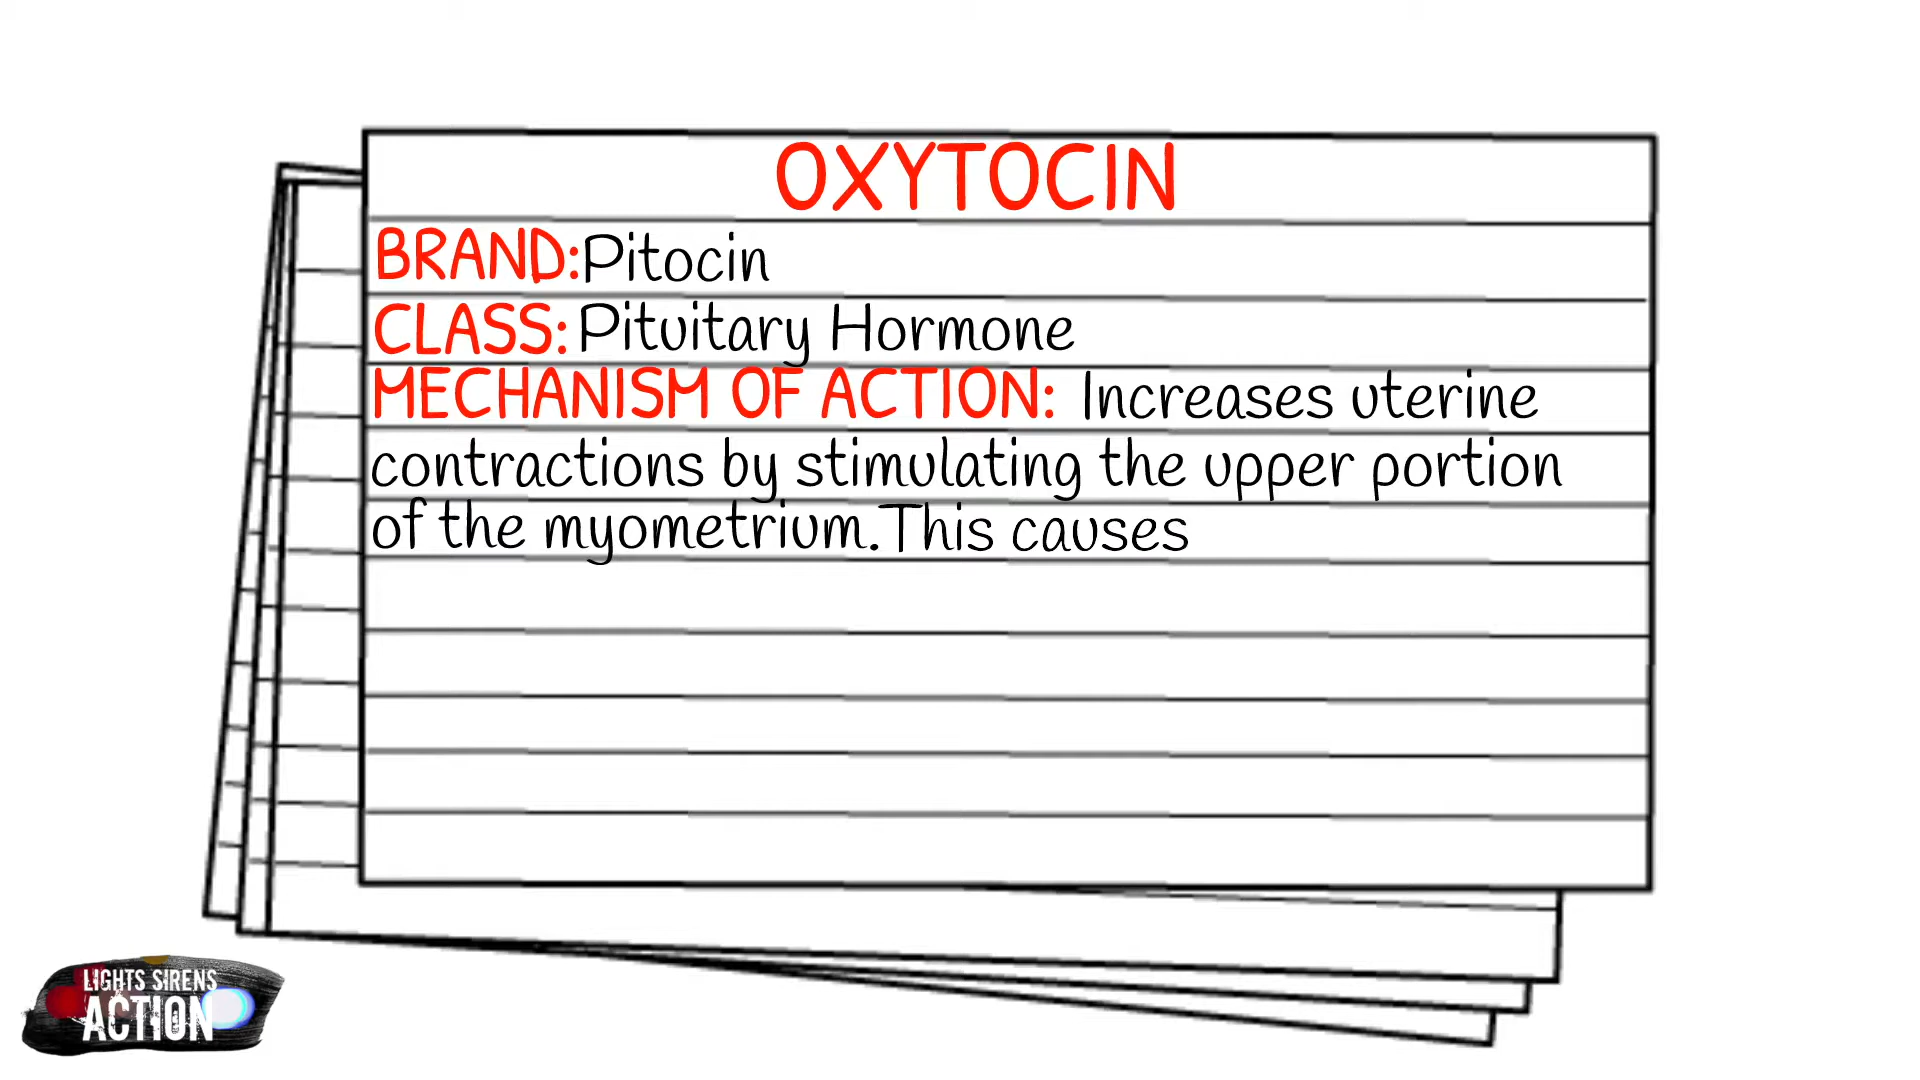 OXYTOCIN
BRAND:Pitocin
CLASS: Pituitary Hormone
MECHANISM OF ACTION: Increases uterine
contractions by stimulating the upper portion
of the myometrium.This causes
LIGHTS SIRENS
ACTION